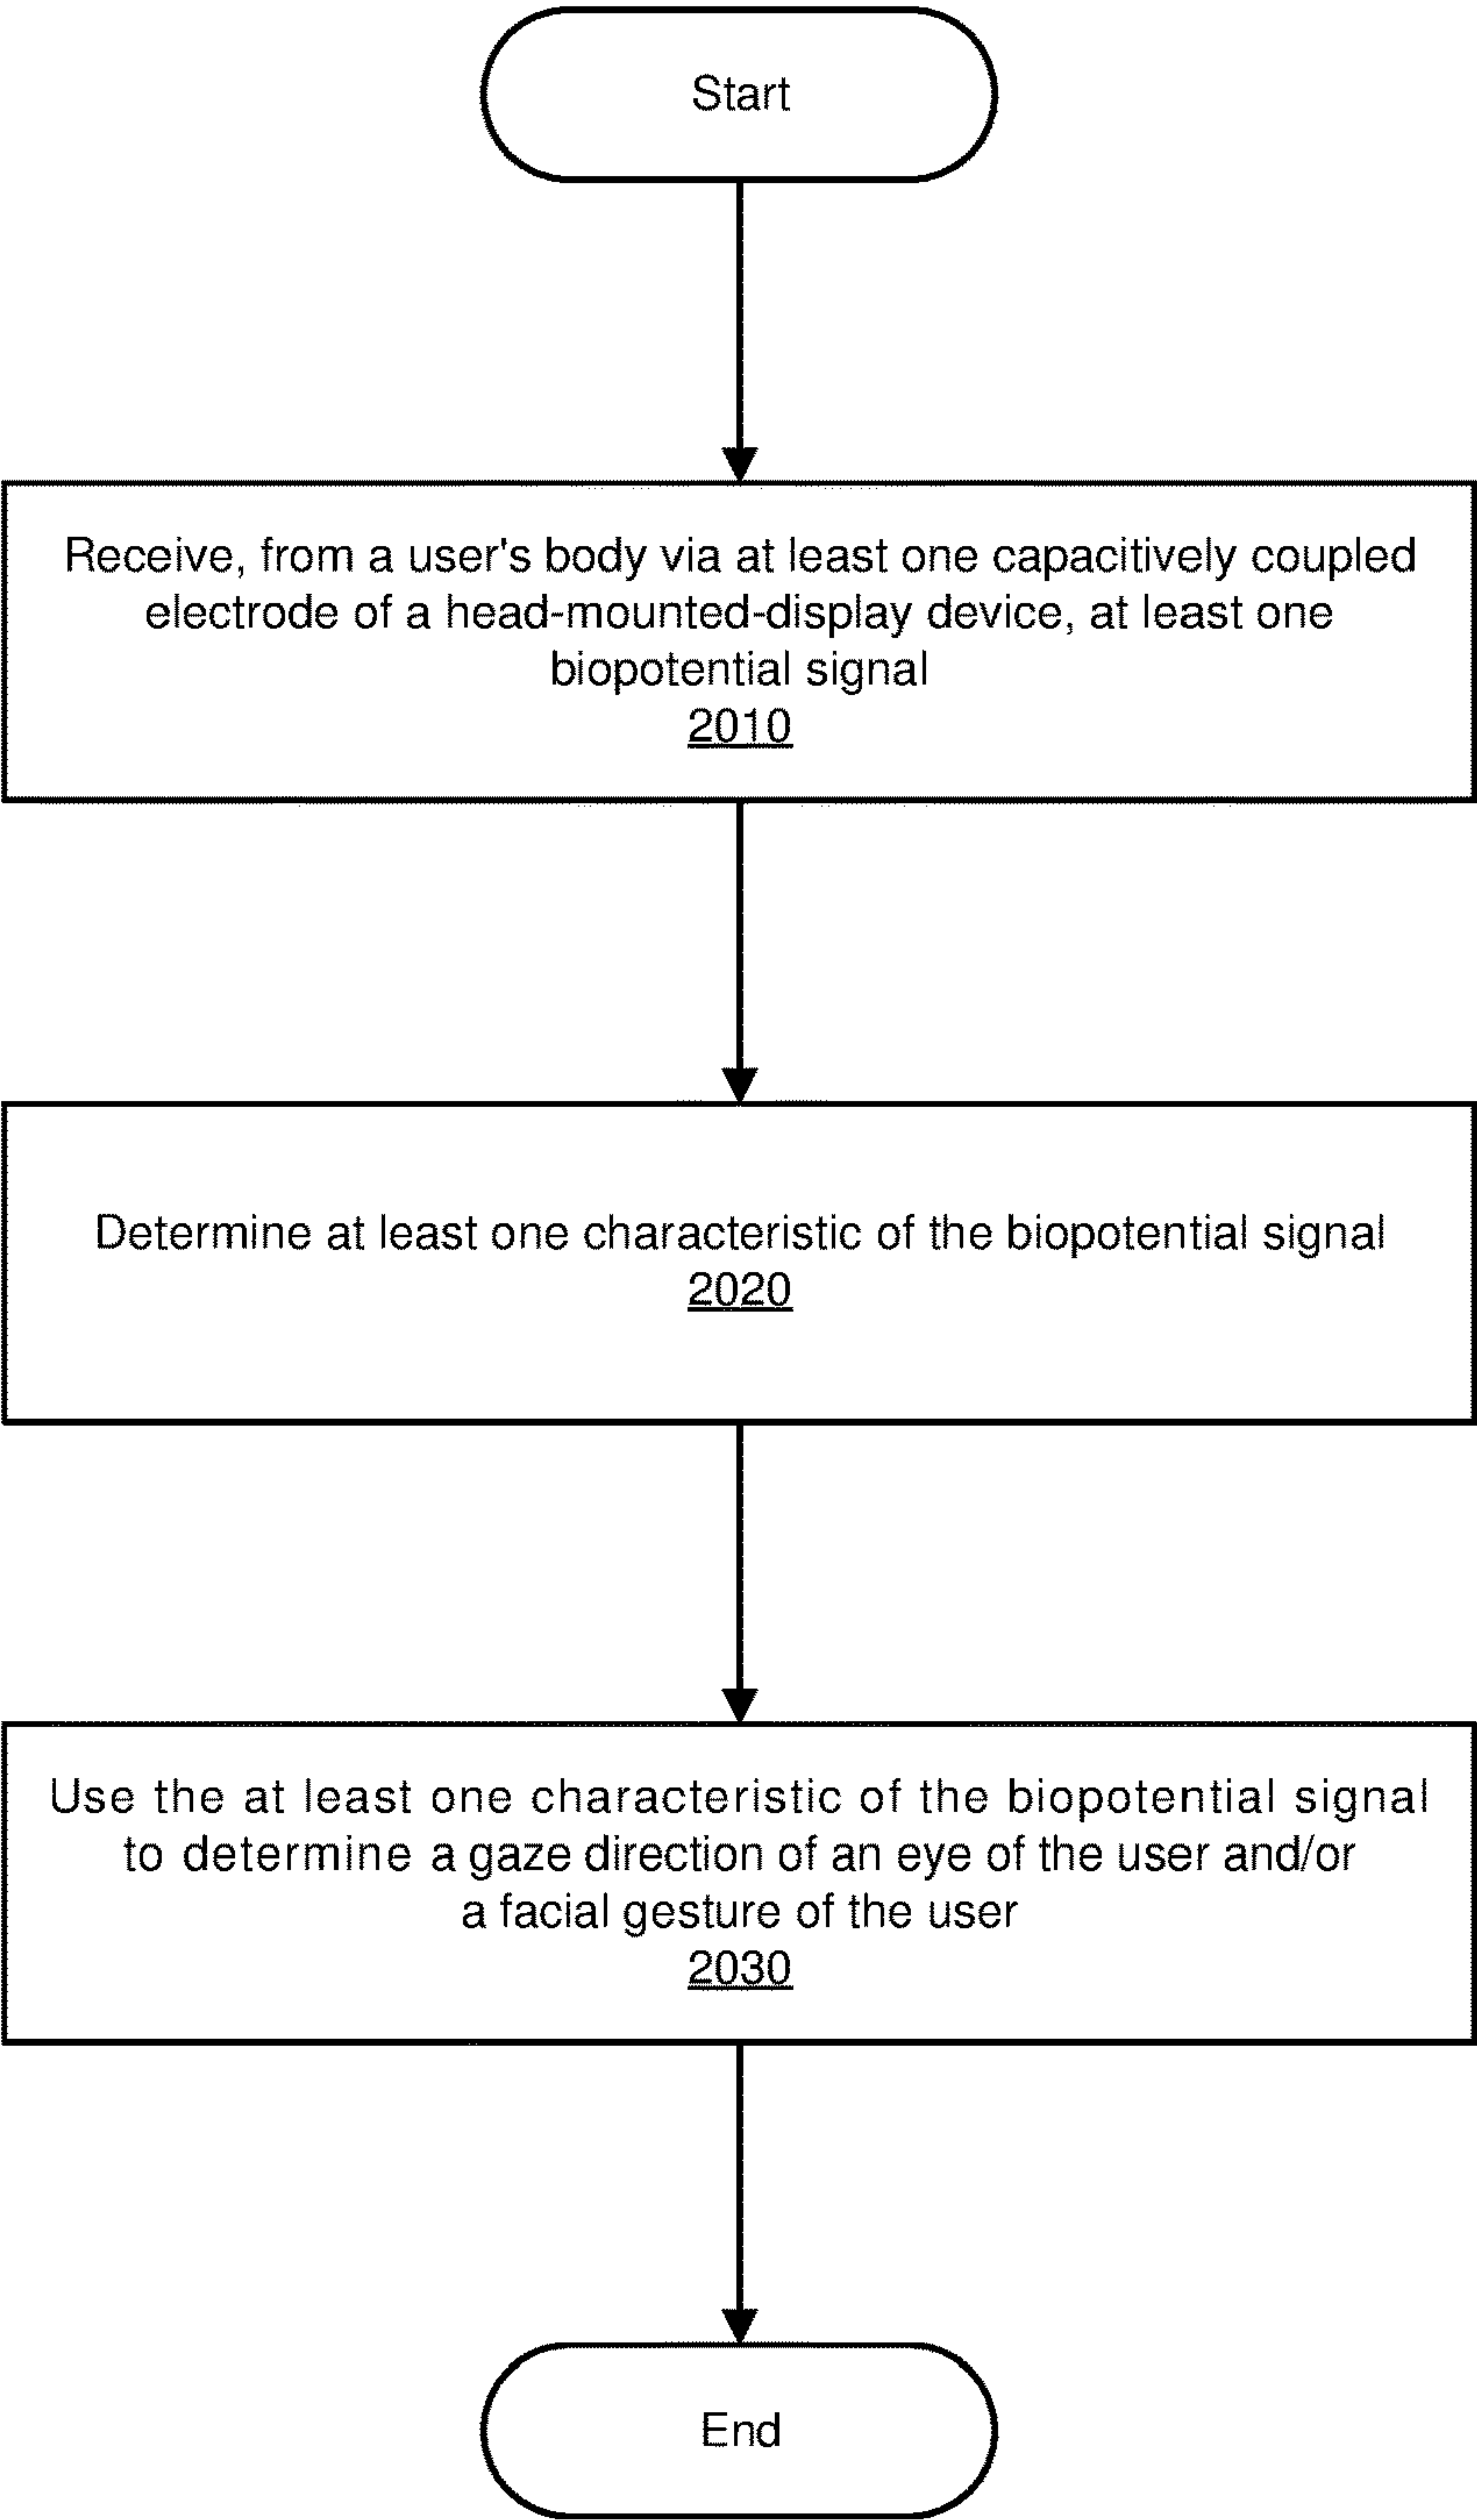 Start
Receive, from a user's body via at least one capacitively coupled
electrode of a head-mounted-display device, at least one
biopotential signal
2010
Determine at least one characteristic of the biopotential signal
2020
Use the at least one characteristic of the biopotential signal
to determine a gaze direction of an eye of the user and/or
a facial gesture of the user
2030
End